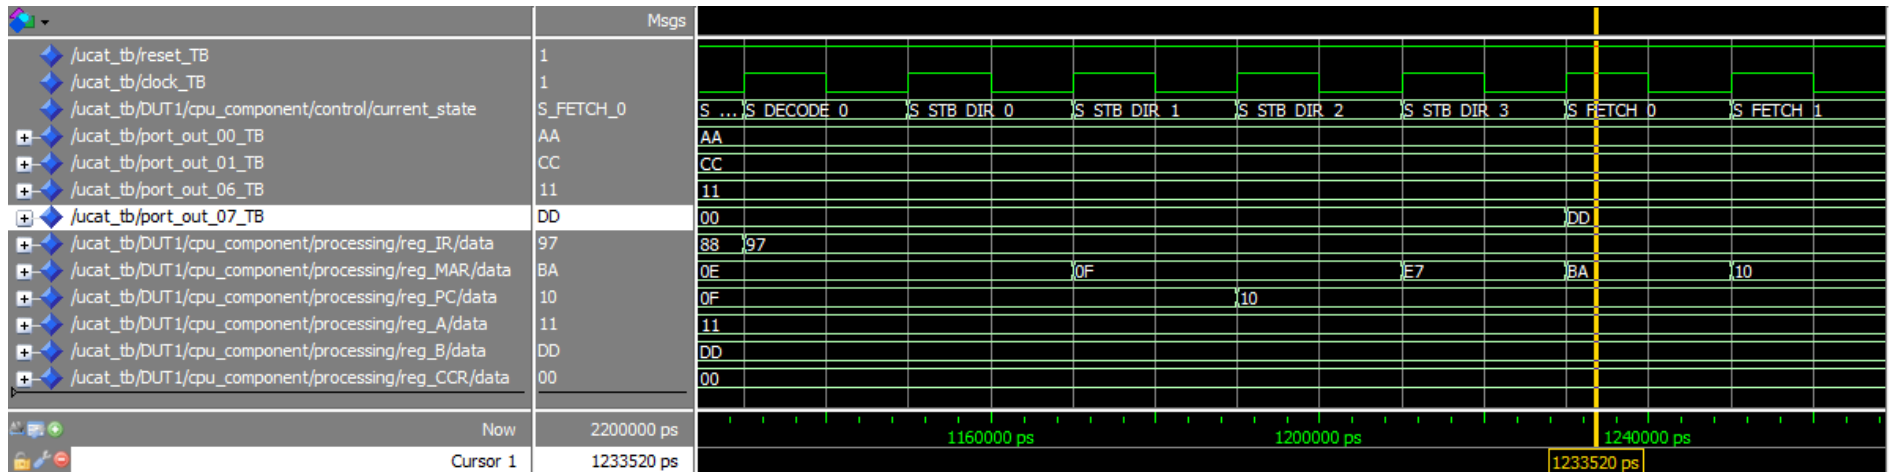 Msgs
/ucat_tb/reset_TB 1
/ucat_tb/clock_TB 1
/ucat_tb/DUT1/cpu_component/control/current_state S_FETCH_0 S ... S_DECODE_0 S_STB_DIR_0 S_STB_DIR_1 S_STB_DIR_2 S_STB_DIR_3 S_FETCH_0 S_FETCH_1
/ucat_tb/port_out_00_TB AA AA
/ucat_tb/port_out_01_TB CC CC
/ucat_tb/port_out_06_TB 11 11
/ucat_tb/port_out_07_TB DD 00 DD
/ucat_tb/DUT1/cpu_component/processing/reg_IR/data 97 88 97
/ucat_tb/DUT1/cpu_component/processing/reg_MAR/data BA 0E 0F E7 BA 10
/ucat_tb/DUT1/cpu_component/processing/reg_PC/data 10 0F 10
/ucat_tb/DUT1/cpu_component/processing/reg_A/data 11 11
/ucat_tb/DUT1/cpu_component/processing/reg_B/data DD DD
/ucat_tb/DUT1/cpu_component/processing/reg_CCR/data 00 00
Now 2200000 ps 1160000 ps 1200000 ps 1240000 ps
Cursor 1 1233520 ps 1233520 ps